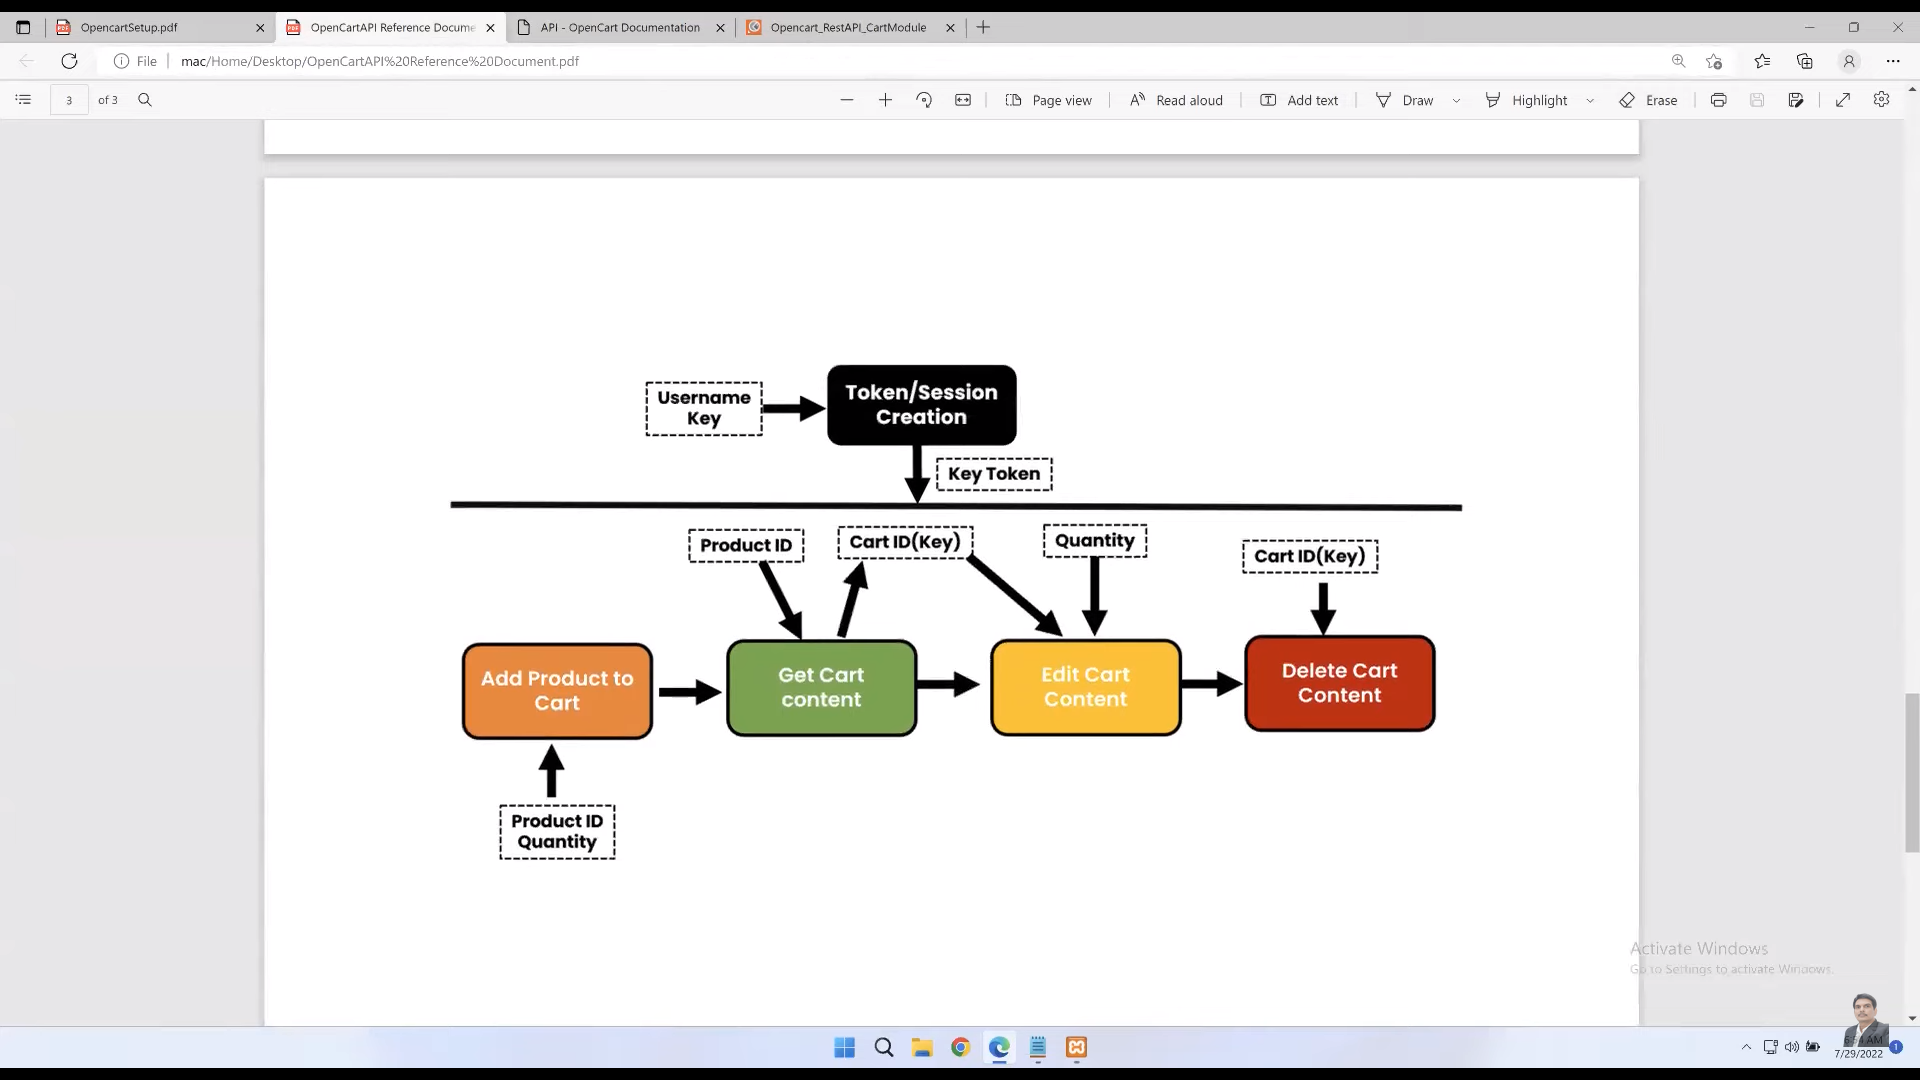 OpencartSetup.pdf
OpenCartAPI Reference Docume
API - OpenCart Documentation
Opencart_RestAPI_CartModule
File
mac/Home/Desktop/OpenCartAPI%20Reference%20Document.pdf
3
of 3
Page view
Read aloud
Add text
Draw
Highlight
Erase
Username
Key
Token/Session
Creation
Key Token
Product ID
Cart ID(Key)
Quantity
Cart ID(Key)
Add Product to
Cart
Get Cart
content
Edit Cart
Content
Delete Cart
Content
Product ID
Quantity
Activate Windows
Go to Settings to activate Windows.
7/29/2022
1